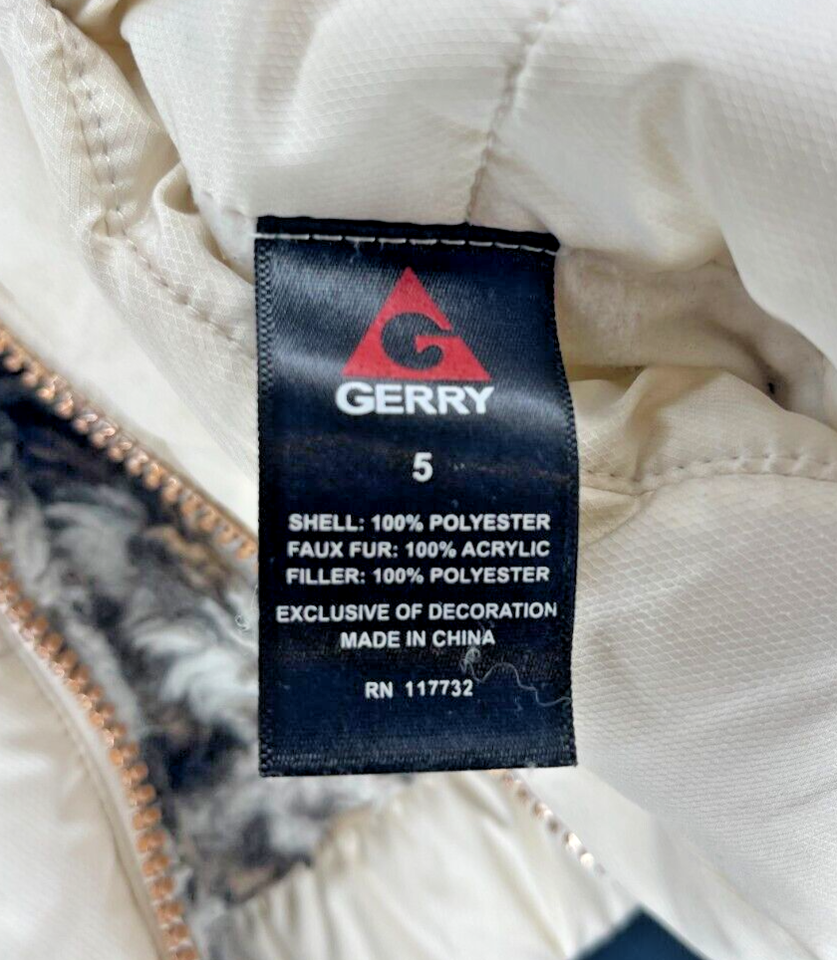 G
GERRY
5
SHELL: 100% POLYESTER
FAUX FUR: 100% ACRYLIC
FILLER: 100% POLYESTER
EXCLUSIVE OF DECORATION
MADE IN CHINA
RN 117732